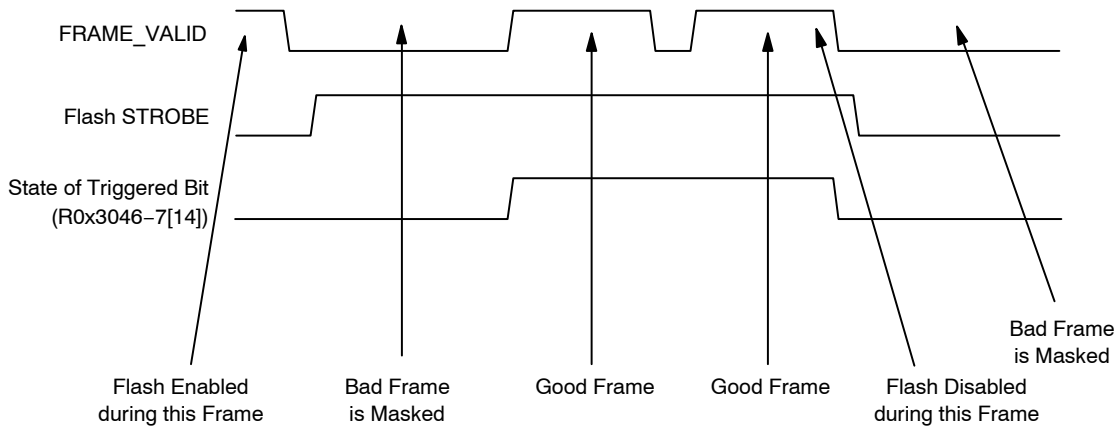 FRAME_VALID
Flash STROBE
State of Triggered Bit
(R0x3046−7[14])
Flash Enabled
during this Frame
Bad Frame
is Masked
Good Frame
Good Frame
Flash Disabled
during this Frame
Bad Frame
is Masked